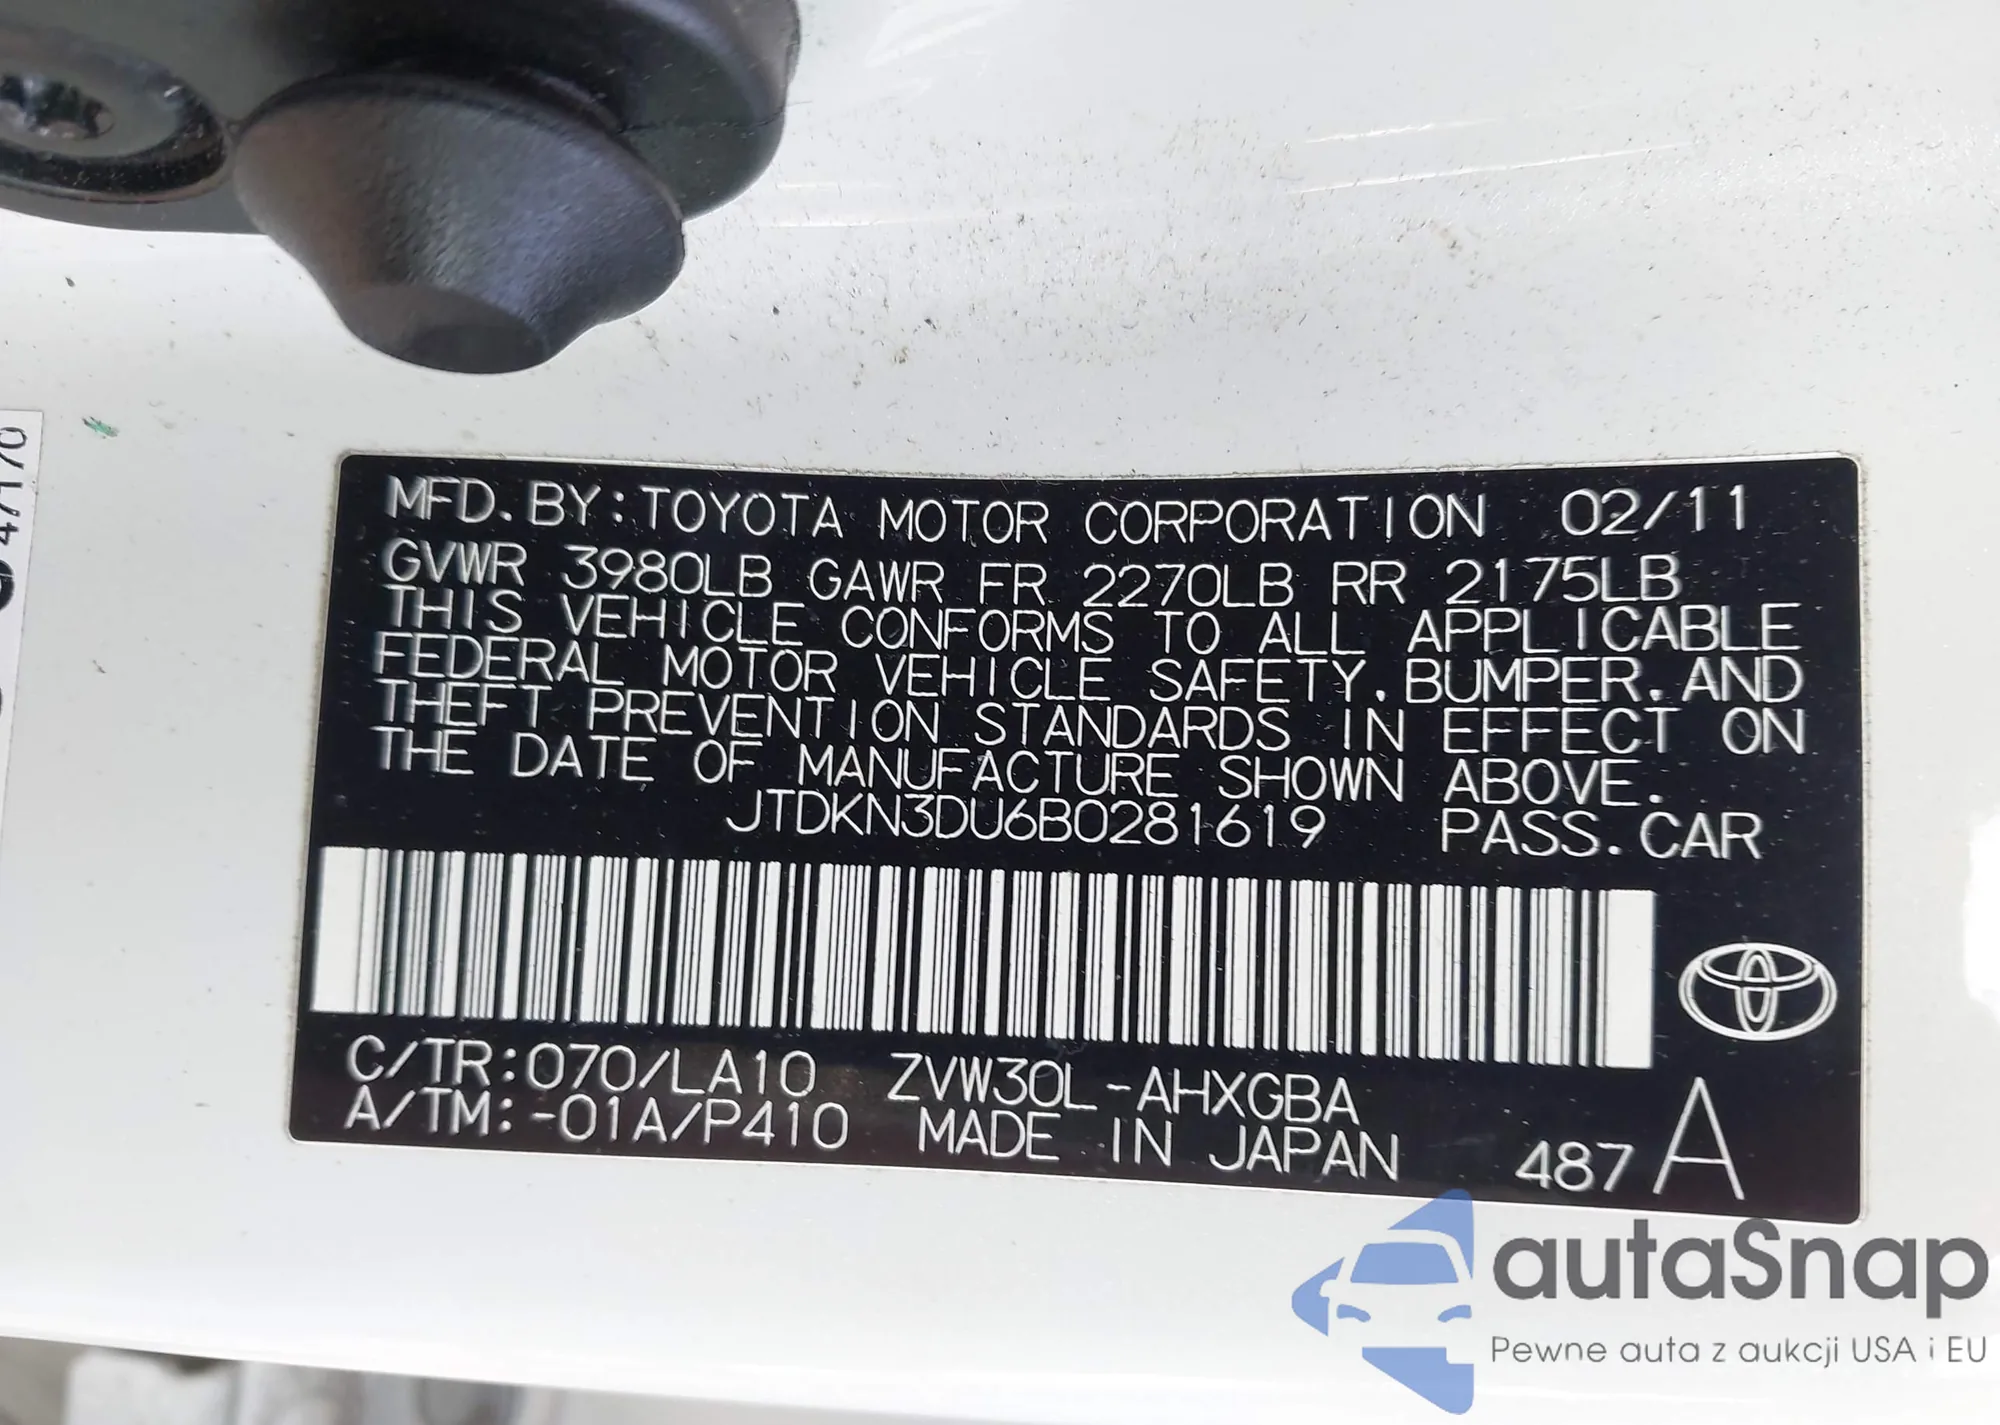 MFD. BY: TOYOTA MOTOR CORPORATION 02/11
GVWR 3980LB GAWR FR 2270LB RR 2175LB
THIS VEHICLE CONFORMS TO ALL APPLICABLE
FEDERAL MOTOR VEHICLE SAFETY, BUMPER, AND
THEFT PREVENTION STANDARDS IN EFFECT ON
THE DATE OF MANUFACTURE SHOWN ABOVE.
JTDKN3DU6B0281619 PASS. CAR
C/TR: 070/LA10 ZVW30L-AHXGBA
A/TM: -01A/P410 MADE IN JAPAN 487 A
47170
autaSnap
Pewne auta z aukcji USA i EU